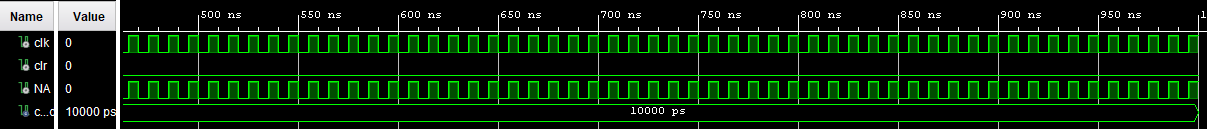 Name Value 500 ns 550 ns 600 ns 650 ns 700 ns 750 ns 800 ns 850 ns 900 ns 950 ns 1
clk 0
clr 0
NA 0
c...c 10000 ps 10000 ps